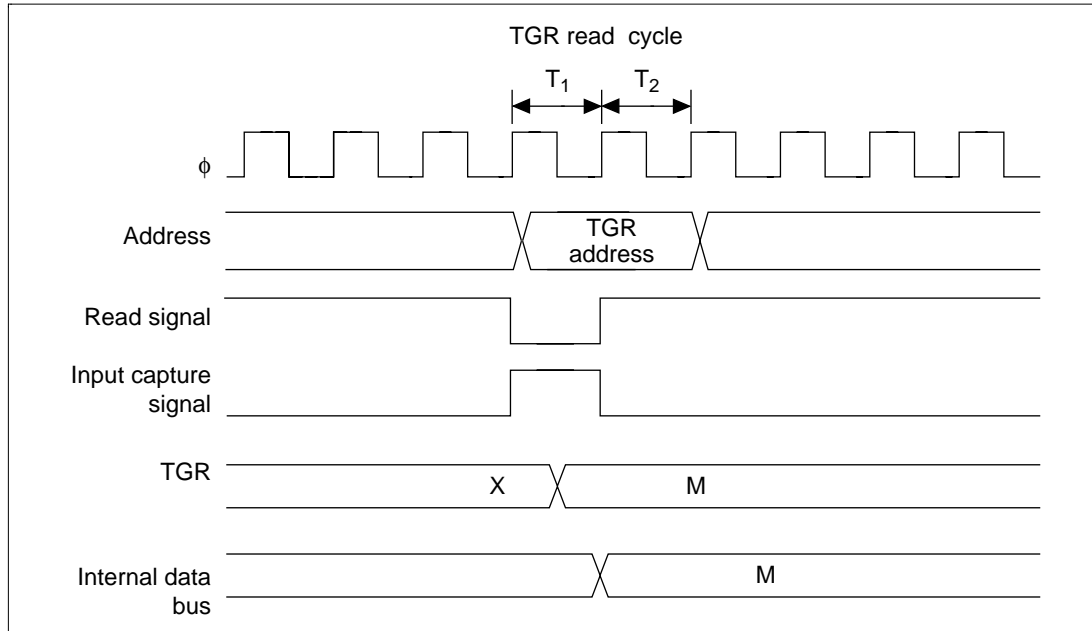 TGR read cycle
T1 T2
ϕ
Address
TGR
address
Read signal
Input capture
signal
TGR
X M
Internal data
bus
M